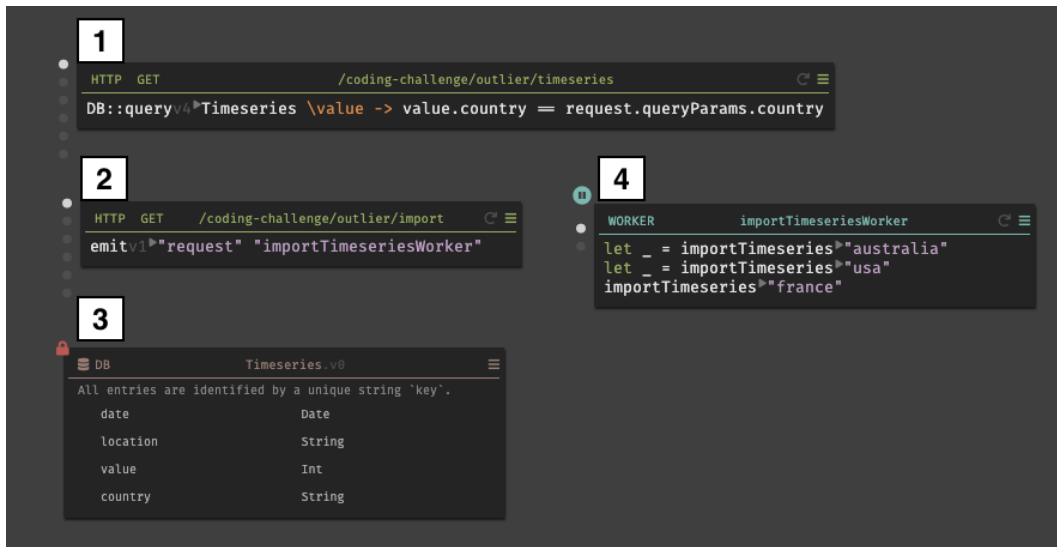 1
HTTP GET /coding-challenge/outlier/timeseries
DB::queryv4 Timeseries \value -> value.country == request.queryParams.country
2
HTTP GET /coding-challenge/outlier/import
emitv1 "request" "importTimeseriesWorker"
4
WORKER importTimeseriesWorker
let _ = importTimeseries "australia"
let _ = importTimeseries "usa"
importTimeseries "france"
3
DB Timeseries.v0
All entries are identified by a unique string `key`.
date Date
location String
value Int
country String